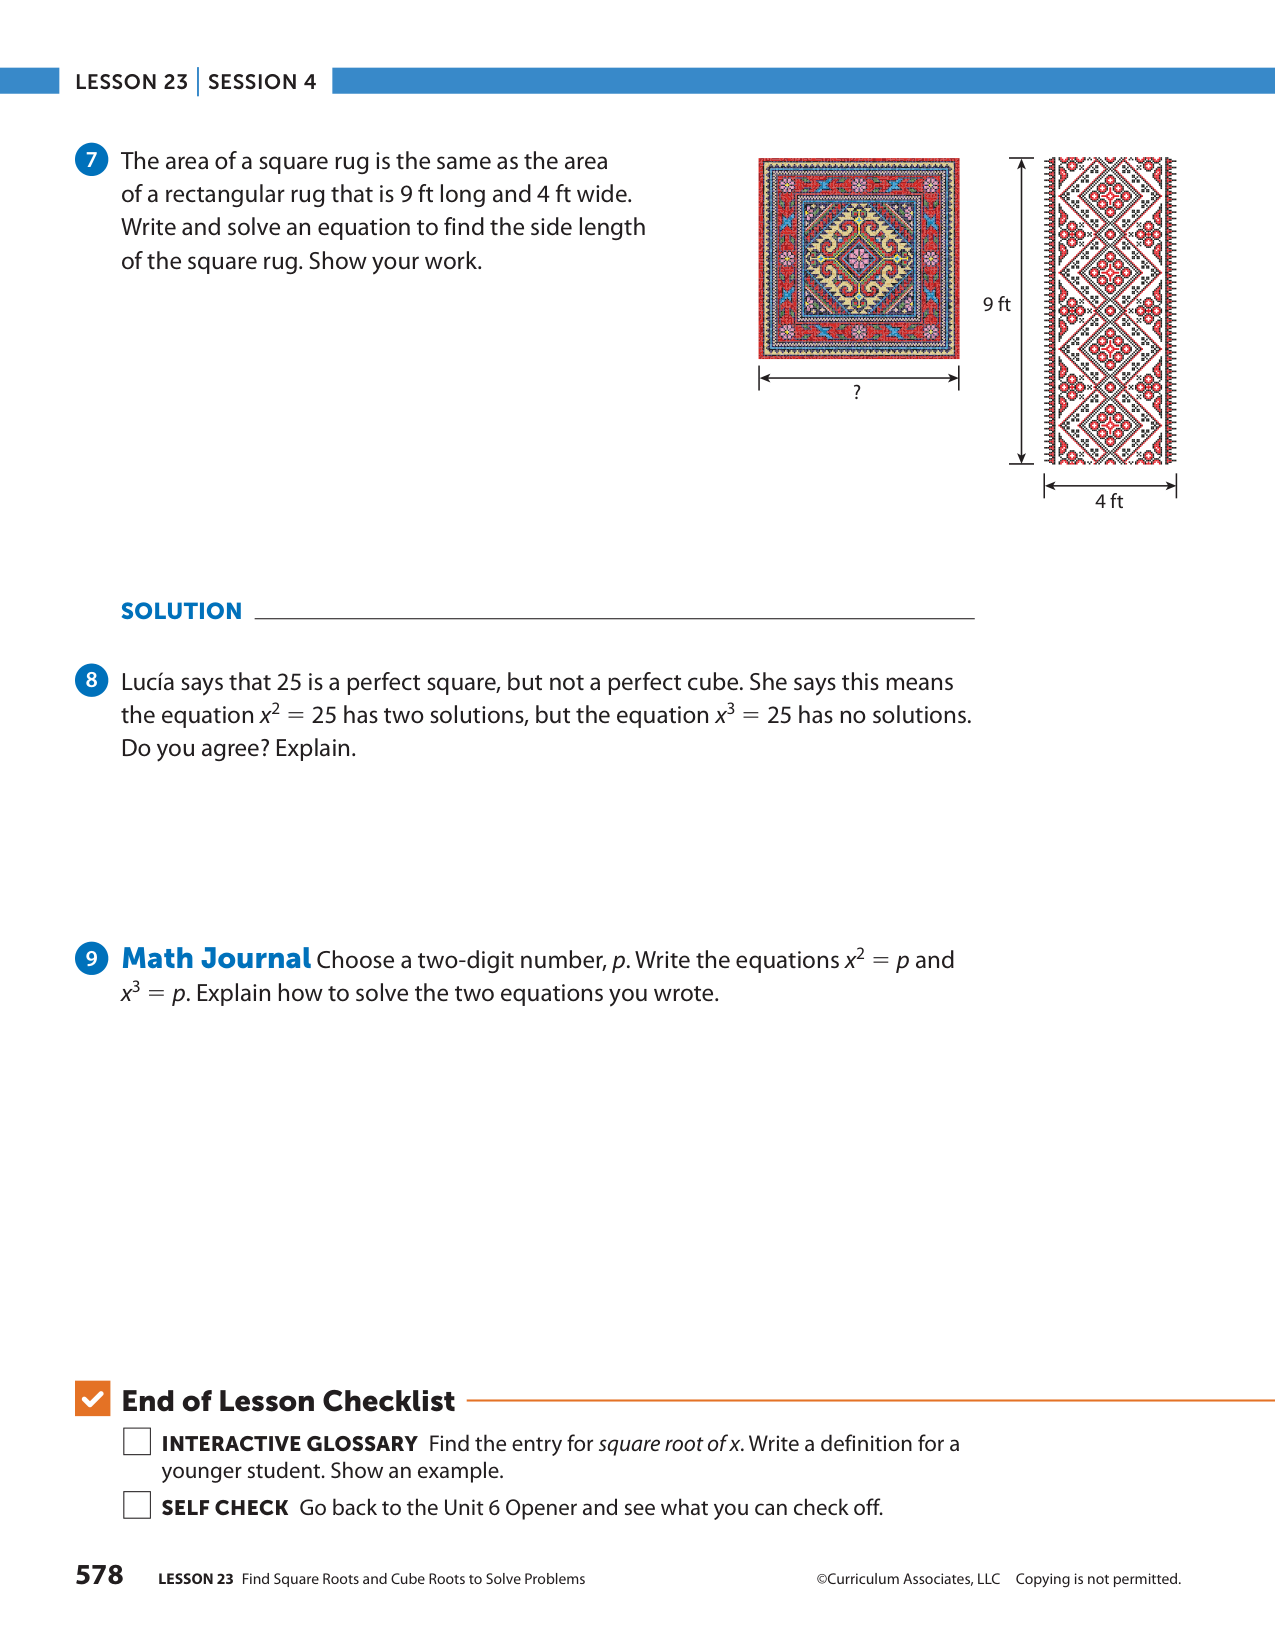 LESSON 23 | SESSION 4
7 The area of a square rug is the same as the area
of a rectangular rug that is 9 ft long and 4 ft wide.
Write and solve an equation to find the side length
of the square rug. Show your work.
9 ft
?
4 ft
SOLUTION
8 Lucía says that 25 is a perfect square, but not a perfect cube. She says this means
the equation x² = 25 has two solutions, but the equation x³ = 25 has no solutions.
Do you agree? Explain.
9 Math Journal Choose a two-digit number, p. Write the equations x² = p and
x³ = p. Explain how to solve the two equations you wrote.
End of Lesson Checklist
INTERACTIVE GLOSSARY Find the entry for square root of x. Write a definition for a
younger student. Show an example.
SELF CHECK Go back to the Unit 6 Opener and see what you can check off.
578 LESSON 23 Find Square Roots and Cube Roots to Solve Problems ©Curriculum Associates, LLC Copying is not permitted.